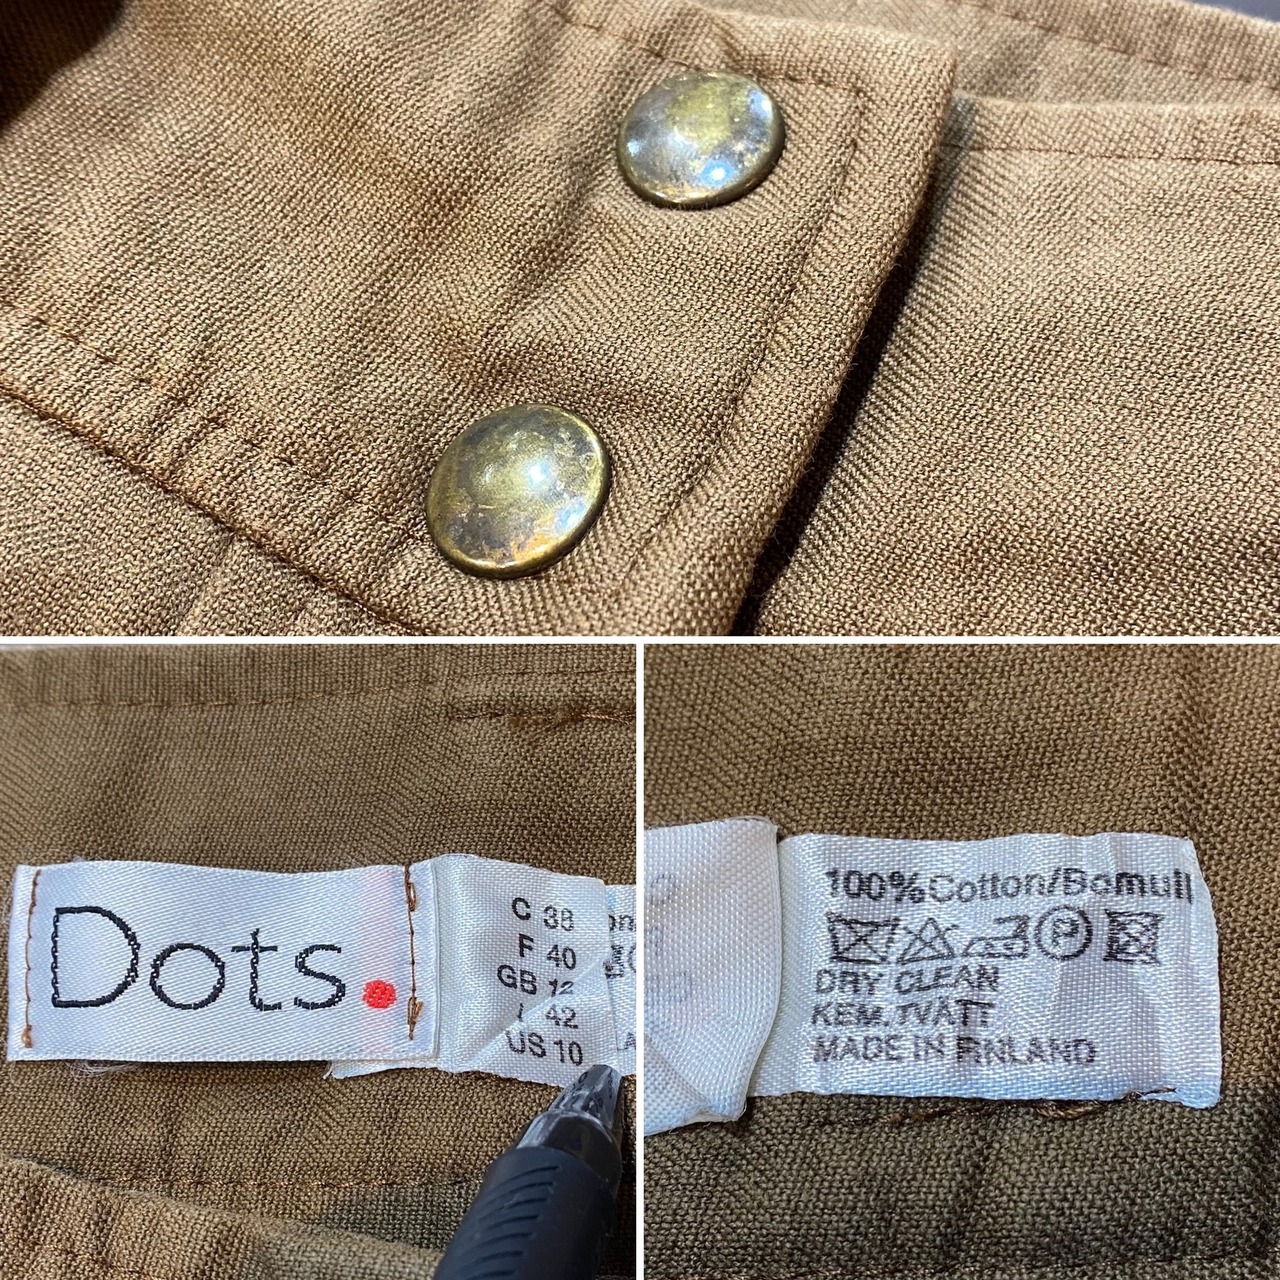 Dots.
C 38
F 40
GB 12
I 42
US 10
100%Cotton/Bomull
P
DRY CLEAN
KEM.TVÄTT
MADE IN FINLAND